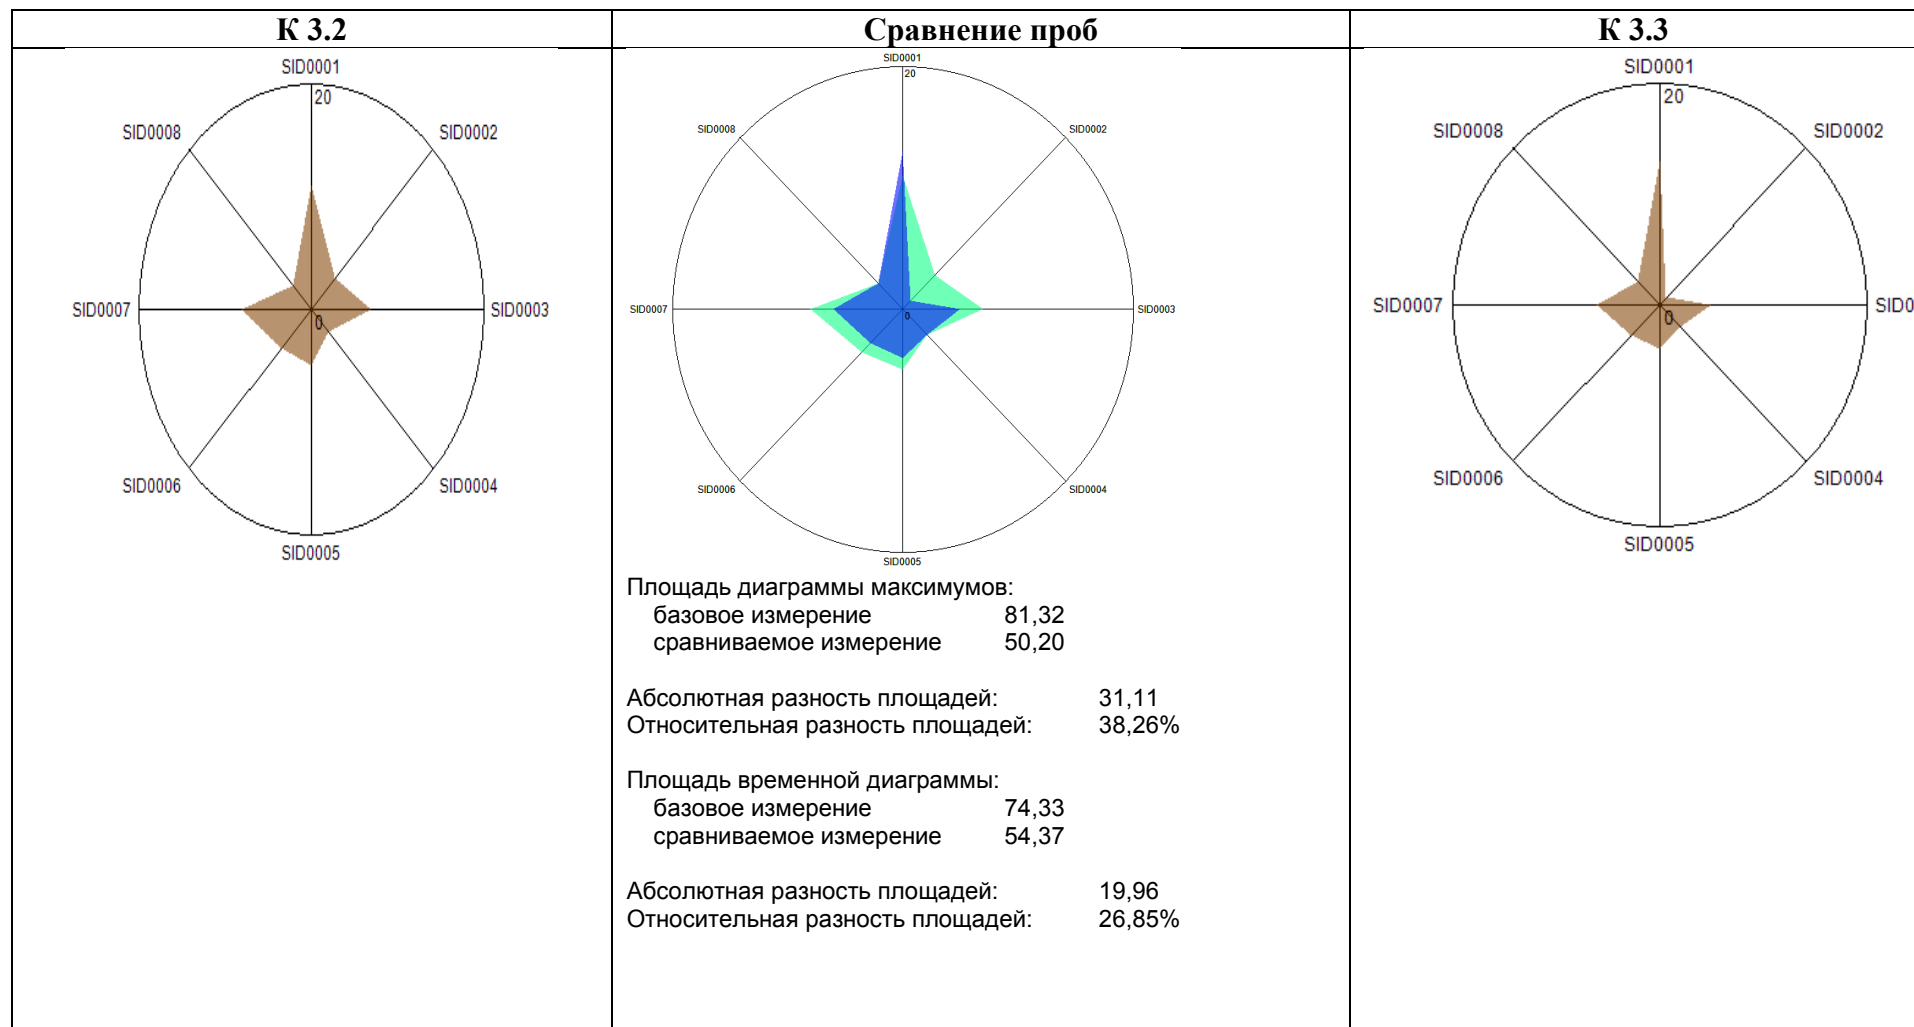 К 3.2
Сравнение проб
К 3.3
SID0001
20
SID0008
SID0002
SID0007
0
SID0003
SID0006
SID0004
SID0005
SID0001
20
SID0008
SID0002
SID0007
0
SID0003
SID0006
SID0004
SID0005
Площадь диаграммы максимумов:
базовое измерение 81,32
сравниваемое измерение 50,20
Абсолютная разность площадей: 31,11
Относительная разность площадей: 38,26%
Площадь временной диаграммы:
базовое измерение 74,33
сравниваемое измерение 54,37
Абсолютная разность площадей: 19,96
Относительная разность площадей: 26,85%
SID0001
20
SID0008
SID0002
SID0007
0
SID0
SID0006
SID0004
SID0005